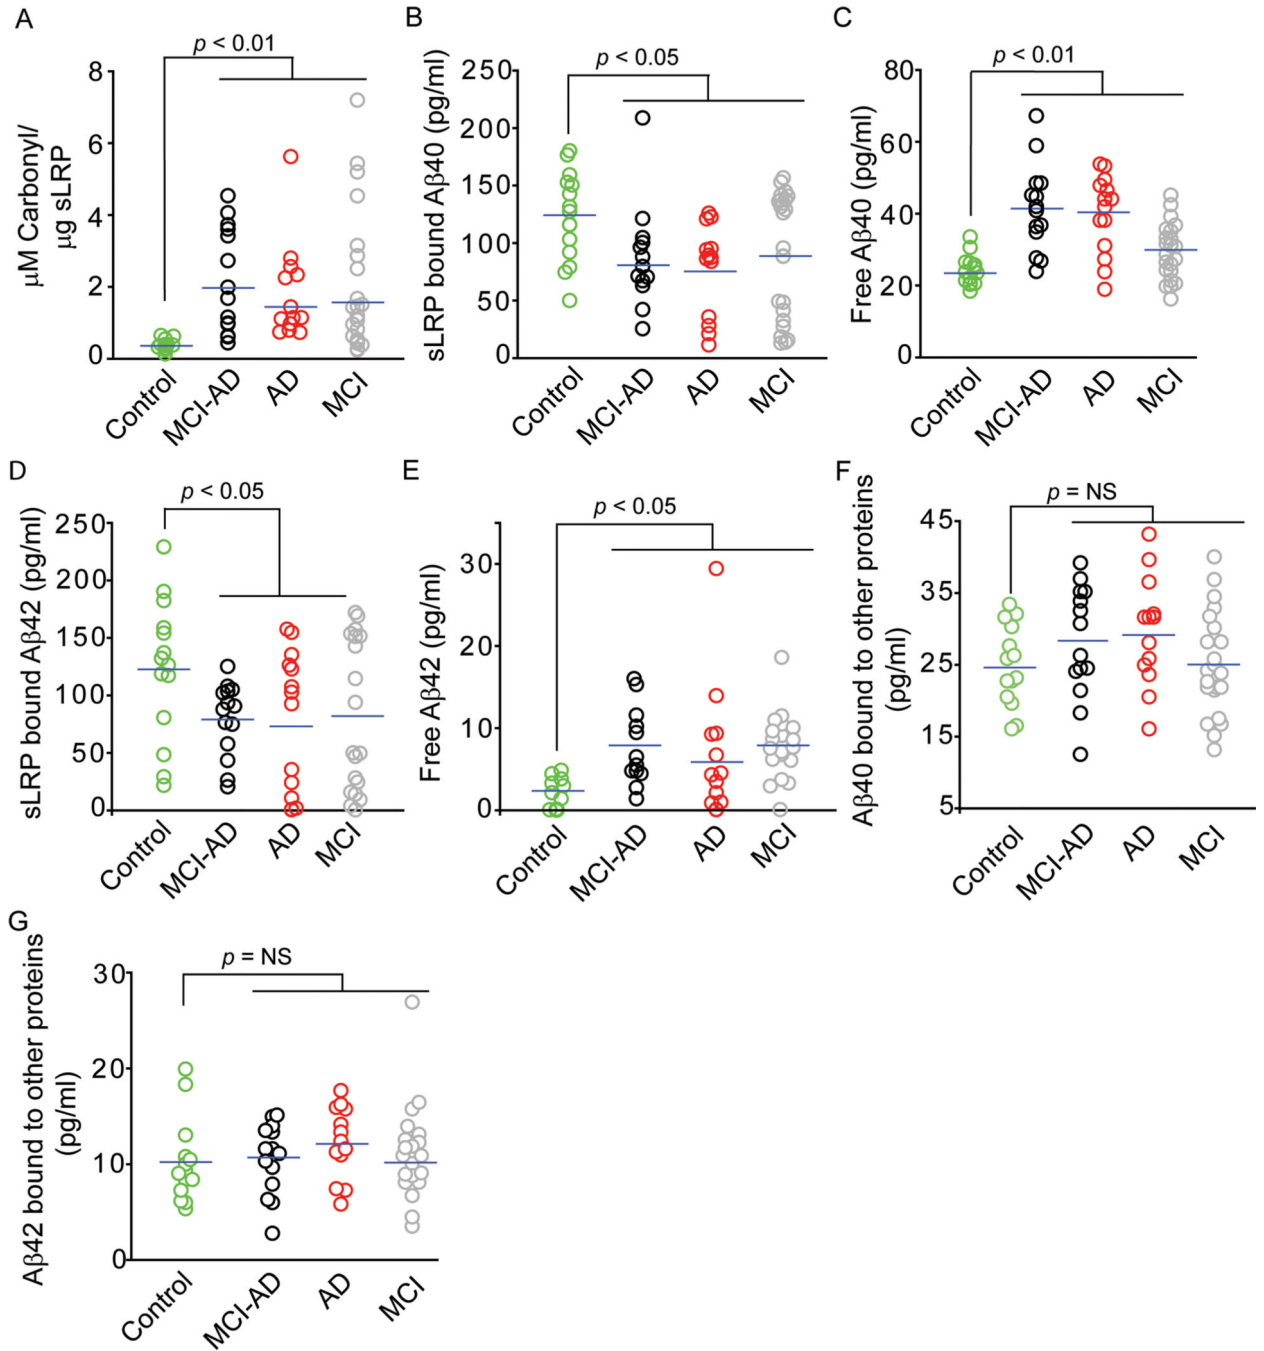 A
p < 0.01
µM Carbonyl/
µg sLRP
8
6
4
2
0
Control
MCI-AD
AD
MCI
B
p < 0.05
sLRP bound Aβ40 (pg/ml)
250
200
150
100
50
0
Control
MCI-AD
AD
MCI
C
p < 0.01
Free Aβ40 (pg/ml)
80
60
40
20
0
Control
MCI-AD
AD
MCI
D
p < 0.05
sLRP bound Aβ42 (pg/ml)
250
200
150
100
50
0
Control
MCI-AD
AD
MCI
E
p < 0.05
Free Aβ42 (pg/ml)
30
20
10
0
Control
MCI-AD
AD
MCI
F
p = NS
Aβ40 bound to other proteins
(pg/ml)
45
35
25
15
5
Control
MCI-AD
AD
MCI
G
p = NS
Aβ42 bound to other proteins
(pg/ml)
30
20
10
0
Control
MCI-AD
AD
MCI